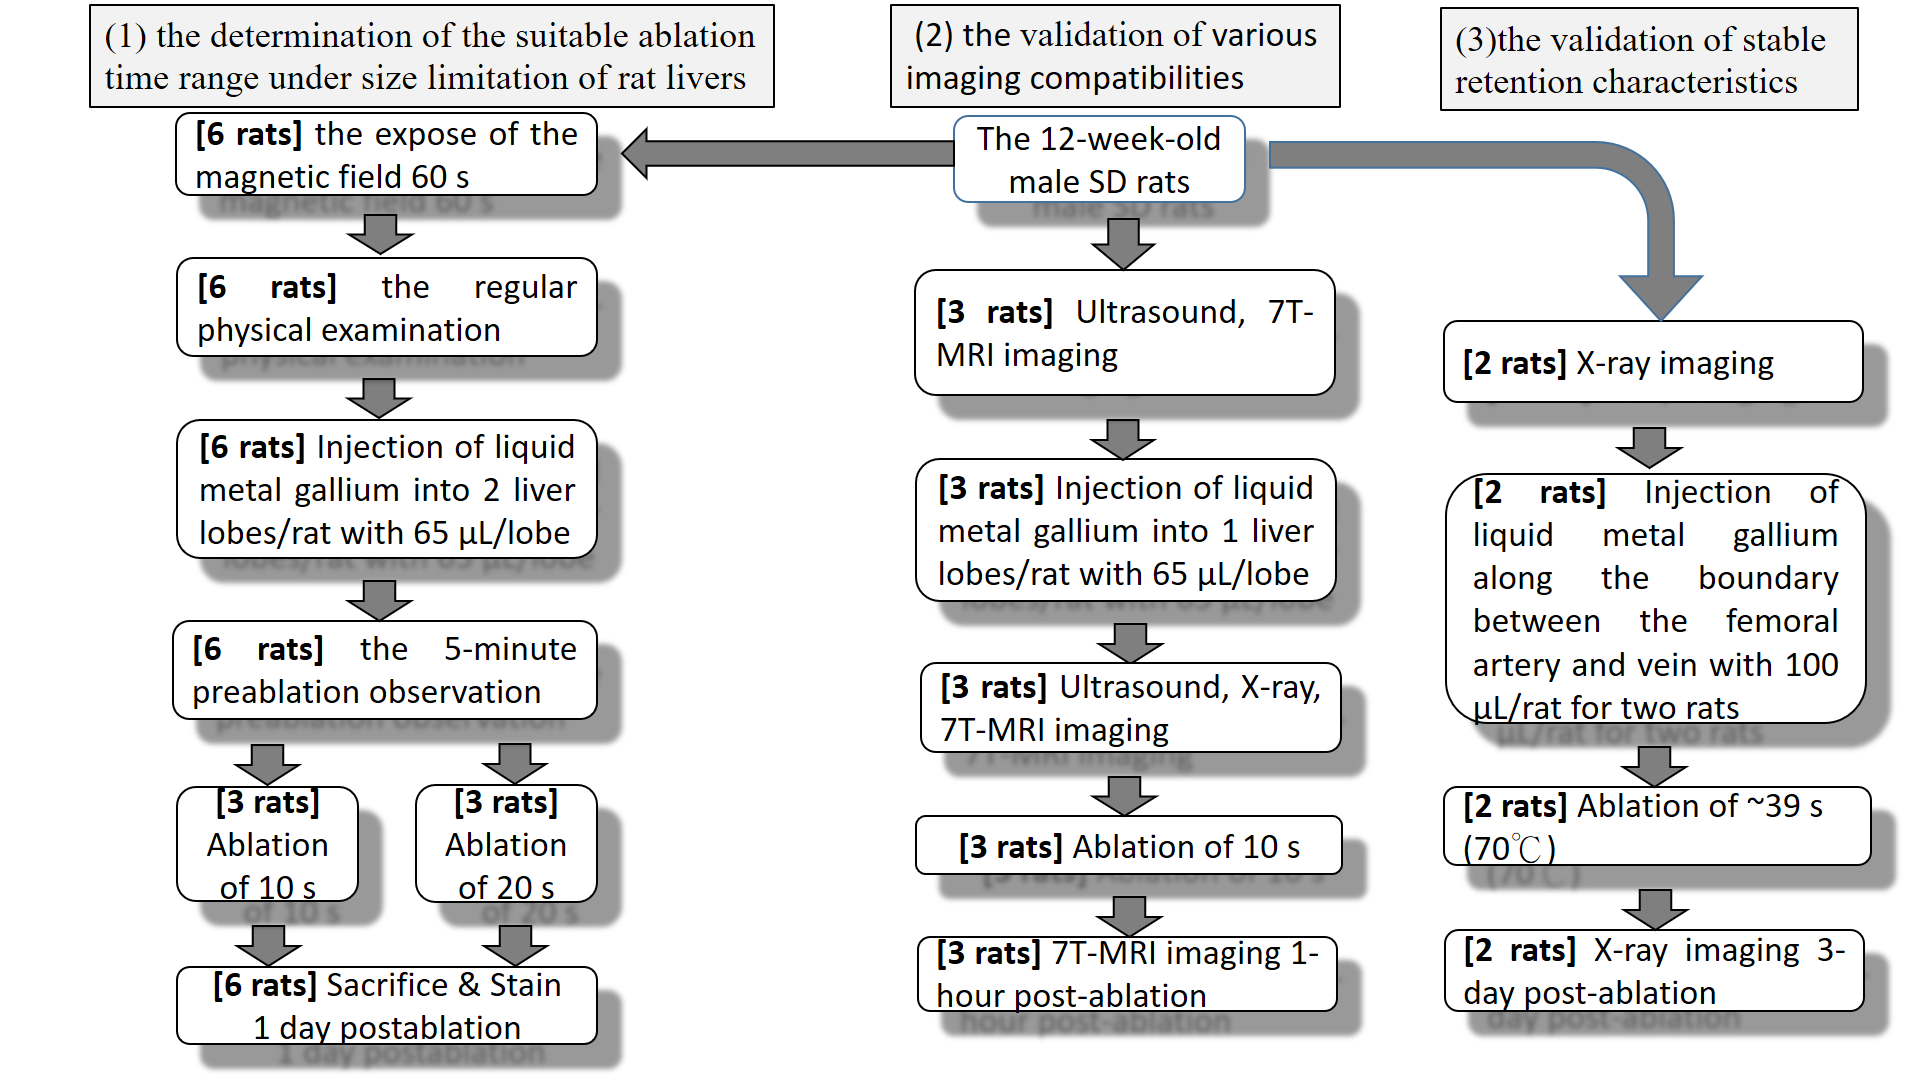 (1) the determination of the suitable ablation
time range under size limitation of rat livers
(2) the validation of various
imaging compatibilities
(3)the validation of stable
retention characteristics
The 12-week-old
male SD rats
[6 rats] the expose of the
magnetic field 60 s
[6 rats] the regular
physical examination
[6 rats] Injection of liquid
metal gallium into 2 liver
lobes/rat with 65 μL/lobe
[6 rats] the 5-minute
preablation observation
[3 rats]
Ablation
of 10 s
[3 rats]
Ablation
of 20 s
[6 rats] Sacrifice & Stain
1 day postablation
[3 rats] Ultrasound, 7T-
MRI imaging
[3 rats] Injection of liquid
metal gallium into 1 liver
lobes/rat with 65 μL/lobe
[3 rats] Ultrasound, X-ray,
7T-MRI imaging
[3 rats] Ablation of 10 s
[3 rats] 7T-MRI imaging 1-
hour post-ablation
[2 rats] X-ray imaging
[2 rats] Injection of
liquid metal gallium
along the boundary
between the femoral
artery and vein with 100
μL/rat for two rats
[2 rats] Ablation of ~39 s
(70℃)
[2 rats] X-ray imaging 3-
day post-ablation